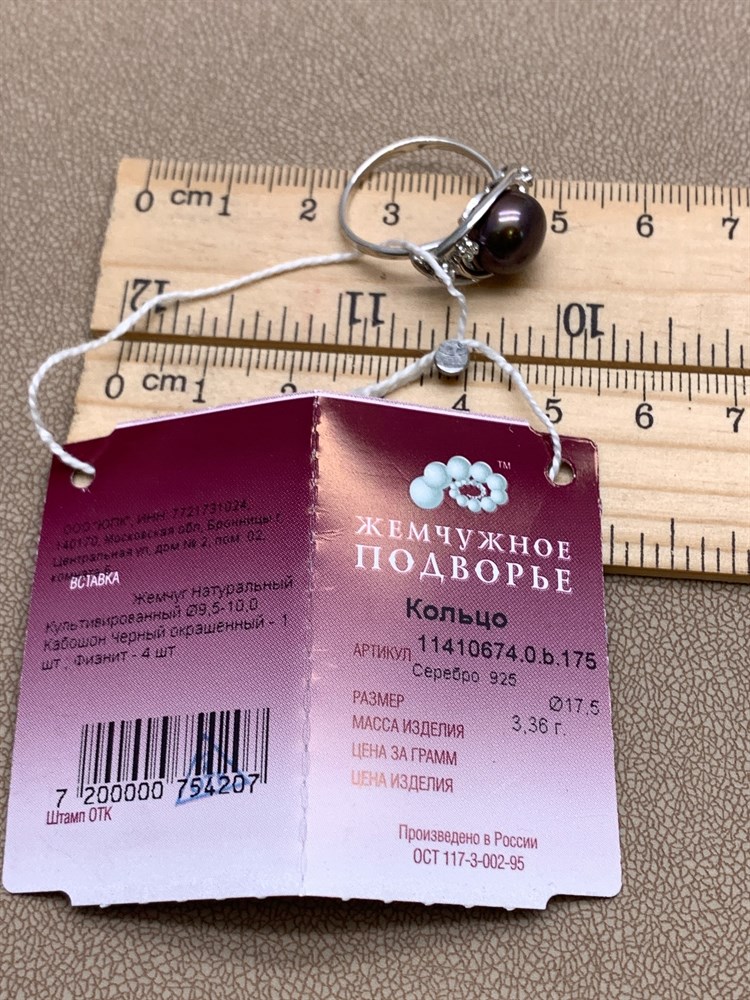 0 cm 1 2 3 5 6 7
12 11 10
0 cm 1 2 4 5 6 7
ООО "ЮПК", ИНН: 7721731024,
140170, Московская обл, Бронницы г,
Центральная ул, дом № 2, пом. 02,
комната 6
ВСТАВКА
Жемчуг Натуральный
Культивированный Ø9,5-10,0
Кабошон Черный окрашенный - 1
шт ; Фианит - 4 шт
7 200000 754207
Штамп ОТК
TM
ЖЕМЧУЖНОЕ
ПОДВОРЬЕ
Кольцо
АРТИКУЛ 11410674.0.b.175
Серебро 925
РАЗМЕР Ø17,5
МАССА ИЗДЕЛИЯ 3,36 г.
ЦЕНА ЗА ГРАММ
ЦЕНА ИЗДЕЛИЯ
Произведено в России
ОСТ 117-3-002-95